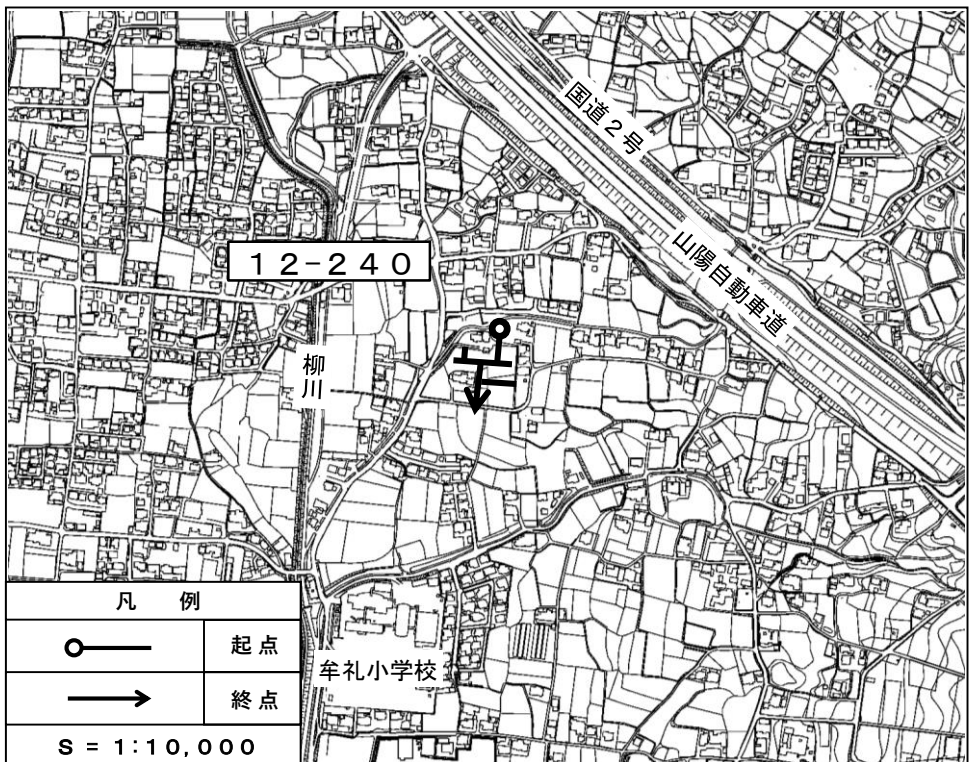 国道2号
山陽自動車道
12-240
柳川
凡 例
起点
終点
S = 1:10,000
牟礼小学校